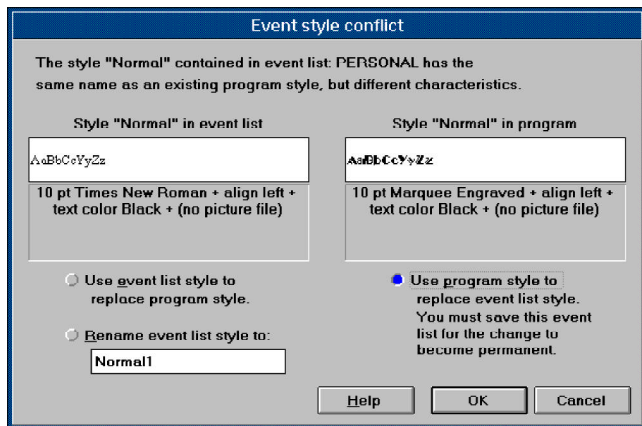 Event style conflict
The style "Normal" contained in event list: PERSONAL has the
same name as an existing program style, but different characteristics.
Style "Normal" in event list
AaBbCcYyZz
10 pt Times New Roman + align left +
text color Black + (no picture file)
Use event list style to
replace program style.
Rename event list style to:
Normal1
Style "Normal" in program
AaBbCcYyZz
10 pt Marquee Engraved + align left +
text color Black + (no picture file)
Use program style to
replace event list style.
You must save this event
list for the change to
become permanent.
Help
OK
Cancel